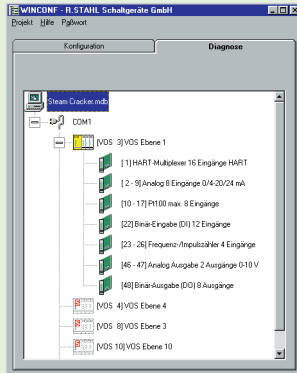 WINCONF - R.STAHL Schaltgeräte GmbH
Projekt Hilfe Paßwort
Konfiguration Diagnose
Steam Cracker.mdb
COM1
[VOS 3] VOS Ebene 1
[ 1] HART-Multiplexer 16 Eingänge HART
[ 2 - 9] Analog 8 Eingänge 0/4-20/24 mA
[10 - 17] Pt100 max. 8 Eingänge
[22] Binär-Eingabe (DI) 12 Eingänge
[23 - 26] Frequenz-/Impulszähler 4 Eingänge
[46 - 47] Analog Ausgabe 2 Ausgänge 0-10 V
[48] Binär-Ausgabe (DO) 8 Ausgänge
[VOS 4] VOS Ebene 4
[VOS 8] VOS Ebene 3
[VOS 10] VOS Ebene 10